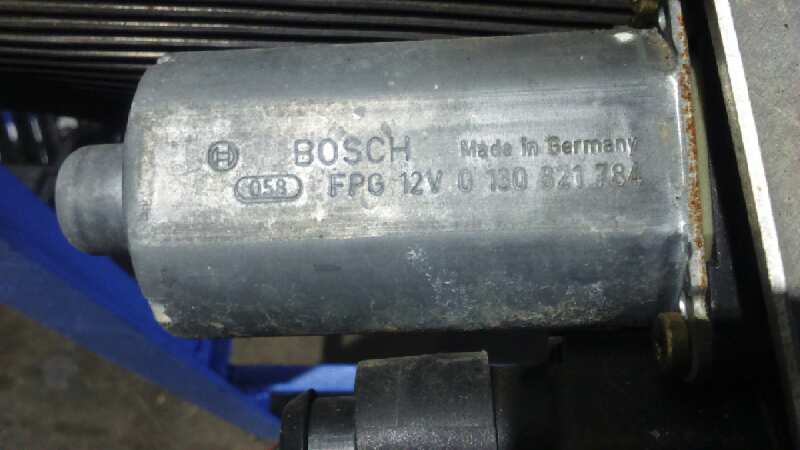 BOSCH Made in Germany
058 FPG 12V 0 130 821 784